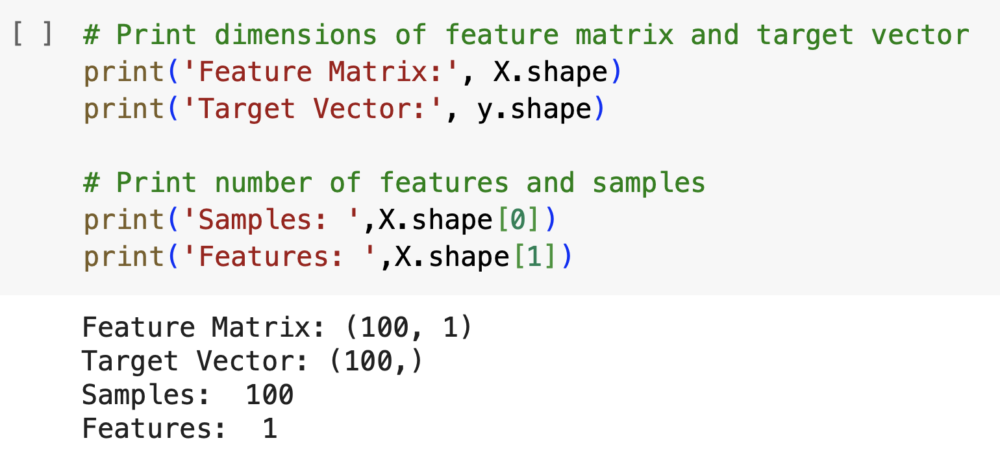 [ ] # Print dimensions of feature matrix and target vector
print('Feature Matrix:', X.shape)
print('Target Vector:', y.shape)
# Print number of features and samples
print('Samples: ',X.shape[0])
print('Features: ',X.shape[1])
Feature Matrix: (100, 1)
Target Vector: (100,)
Samples:  100
Features:  1